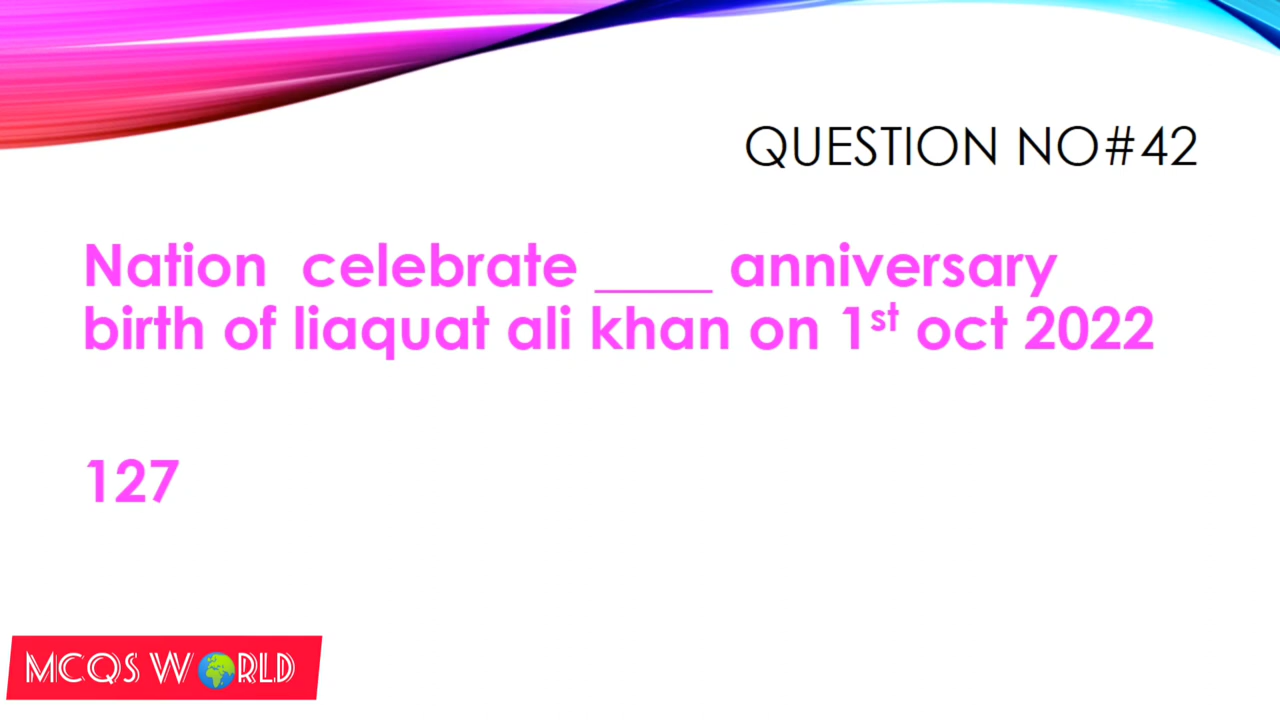 QUESTION NO#42
Nation celebrate ____ anniversary
birth of liaquat ali khan on 1st oct 2022
127
MCQS WORLD